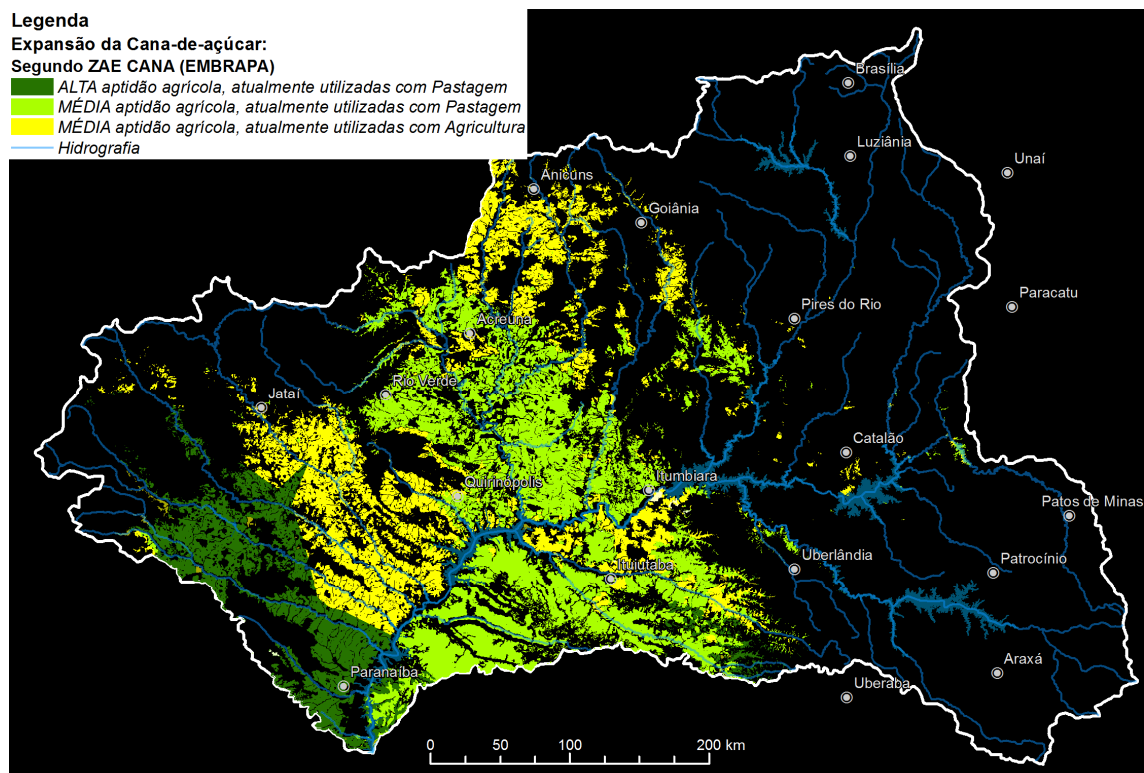 Legenda
Expansão da Cana-de-açúcar:
Segundo ZAE CANA (EMBRAPA)
ALTA aptidão agrícola, atualmente utilizadas com Pastagem
MÉDIA aptidão agrícola, atualmente utilizadas com Pastagem
MÉDIA aptidão agrícola, atualmente utilizadas com Agricultura
Hidrografia
Brasília
Luziânia
Unaí
Anicúns
Goiânia
Paracatu
Pires do Rio
Acreúna
Rio Verde
Jataí
Catalão
Itumbiara
Quirinópolis
Patos de Minas
Uberlândia
Patrocínio
Ituiutaba
Araxá
Paranaíba
Uberaba
0 50 100 200 km